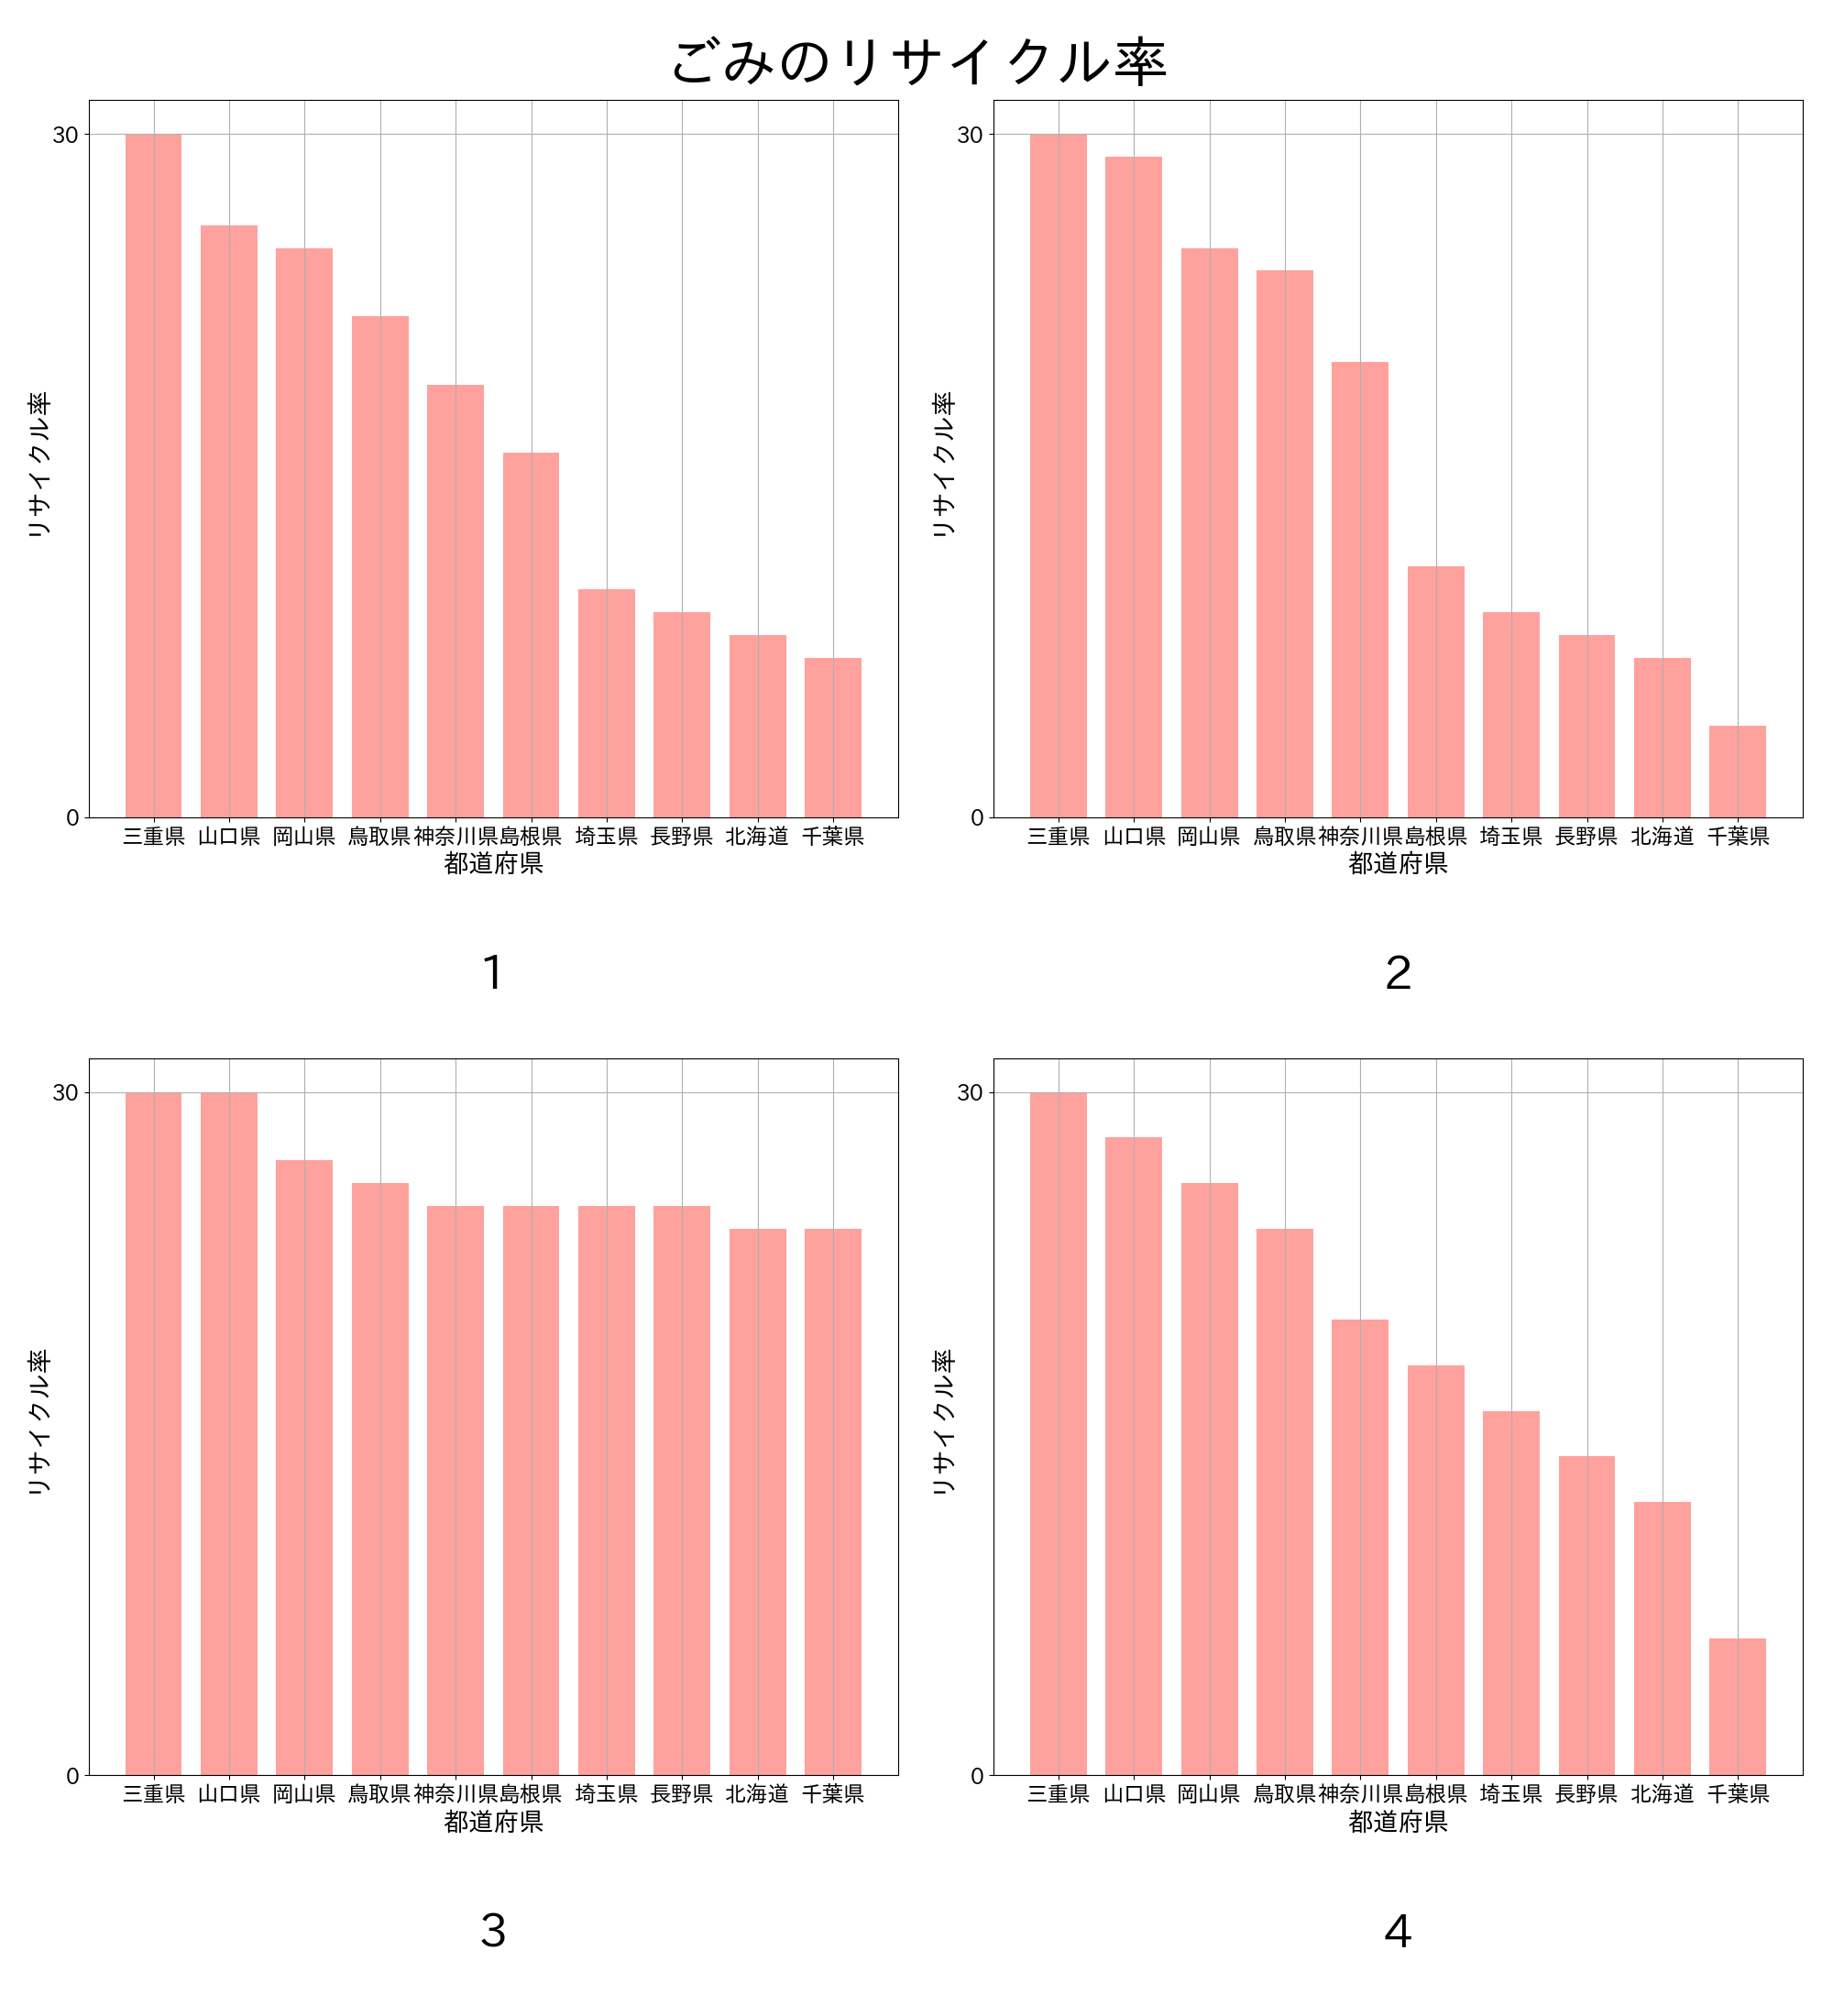 ごみのリサイクル率
30
0
リサイクル率
三重県 山口県 岡山県 鳥取県 神奈川県 島根県 埼玉県 長野県 北海道 千葉県
都道府県
1
30
0
リサイクル率
三重県 山口県 岡山県 鳥取県 神奈川県 島根県 埼玉県 長野県 北海道 千葉県
都道府県
2
30
0
リサイクル率
三重県 山口県 岡山県 鳥取県 神奈川県 島根県 埼玉県 長野県 北海道 千葉県
都道府県
3
30
0
リサイクル率
三重県 山口県 岡山県 鳥取県 神奈川県 島根県 埼玉県 長野県 北海道 千葉県
都道府県
4